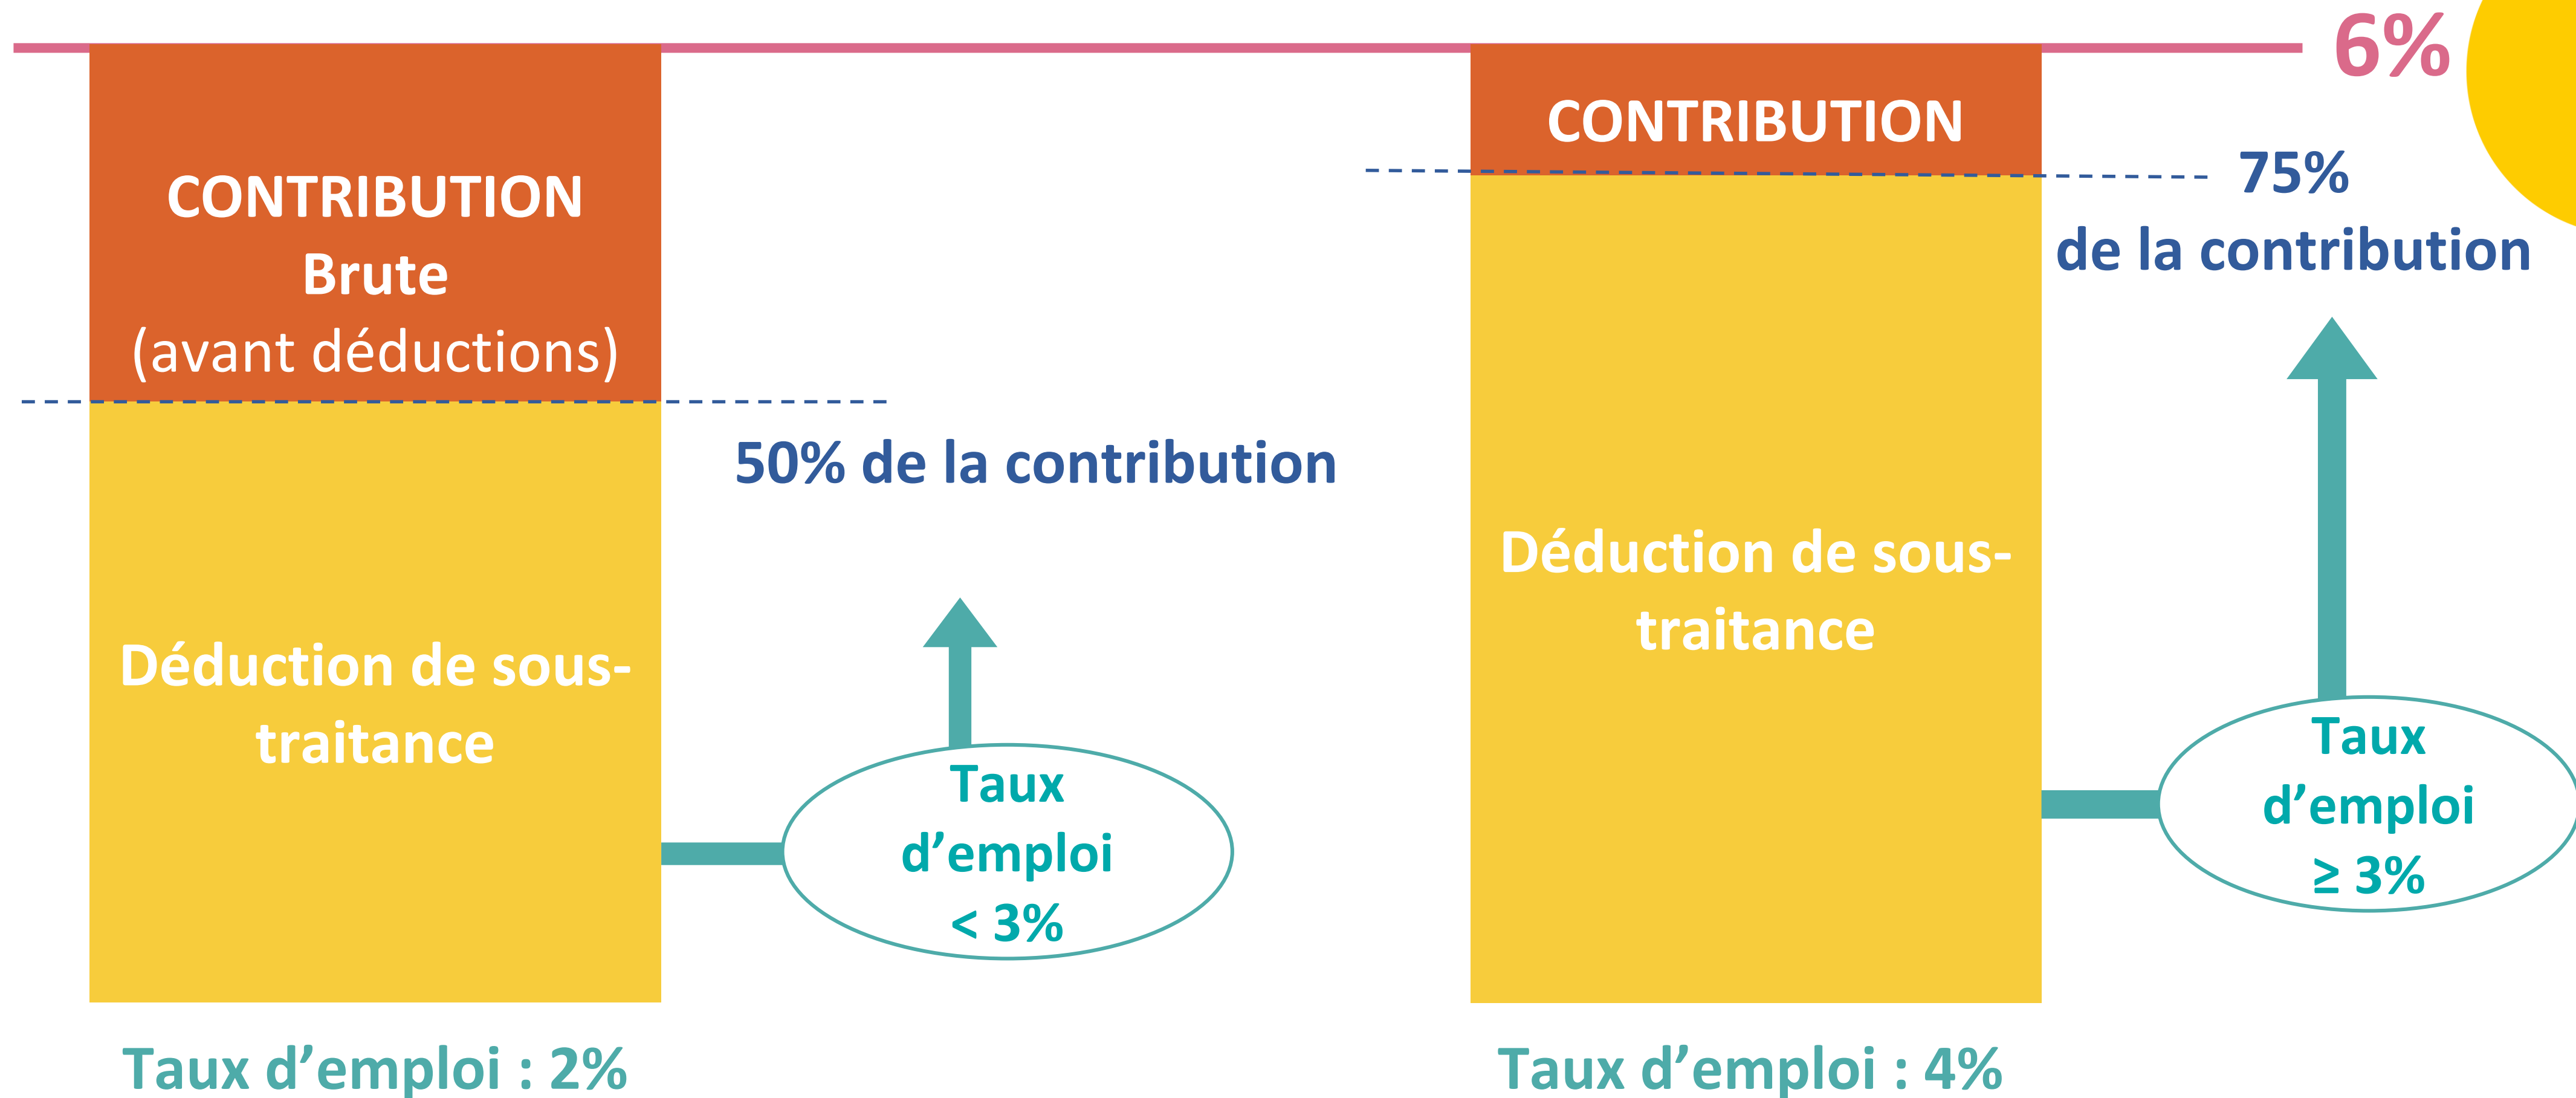 6%
CONTRIBUTION
Brute
(avant déductions)
50% de la contribution
Déduction de sous-
traitance
Taux
d’emploi
< 3%
Taux d’emploi : 2%
CONTRIBUTION
75%
de la contribution
Déduction de sous-
traitance
Taux
d’emploi
≥ 3%
Taux d’emploi : 4%